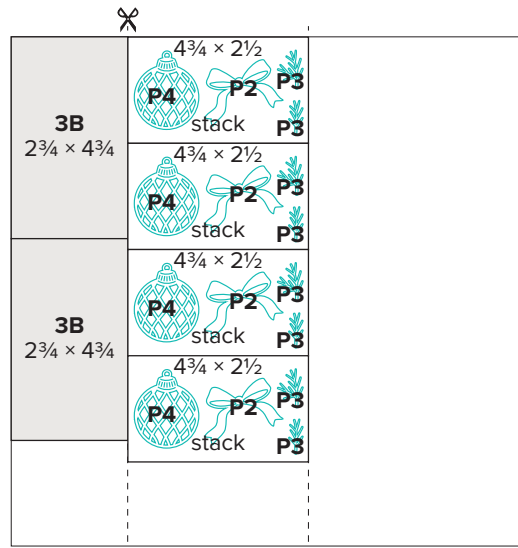 3B
2¾ × 4¾
3B
2¾ × 4¾
4¾ × 2½
P4 P2 P3
stack P3
4¾ × 2½
P4 P2 P3
stack P3
4¾ × 2½
P4 P2 P3
stack P3
4¾ × 2½
P4 P2 P3
stack P3